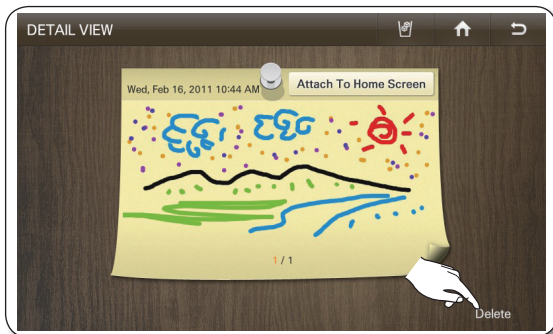 DETAIL VIEW
Wed, Feb 16, 2011 10:44 AM
Attach To Home Screen
1 / 1
Delete